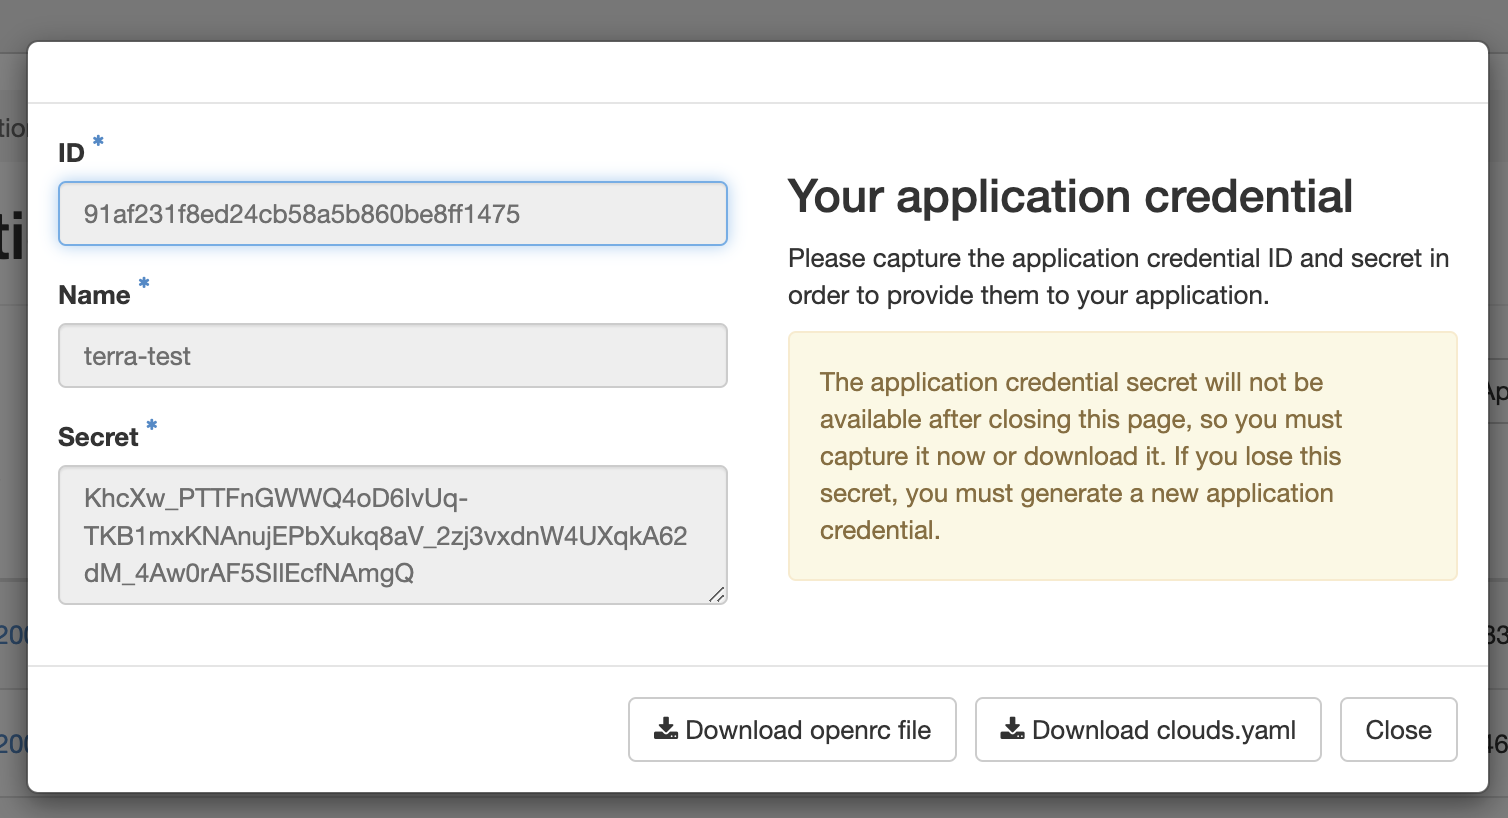 ID *
91af231f8ed24cb58a5b860be8ff1475
Name *
terra-test
Secret *
KhcXw_PTTFnGWWQ4oD6IvUq-
TKB1mxKNAnujEPbXukq8aV_2zj3vxdnW4UXqkA62
dM_4Aw0rAF5SIlEcfNAmgQ
Your application credential
Please capture the application credential ID and secret in
order to provide them to your application.
The application credential secret will not be
available after closing this page, so you must
capture it now or download it. If you lose this
secret, you must generate a new application
credential.
Download openrc file
Download clouds.yaml
Close